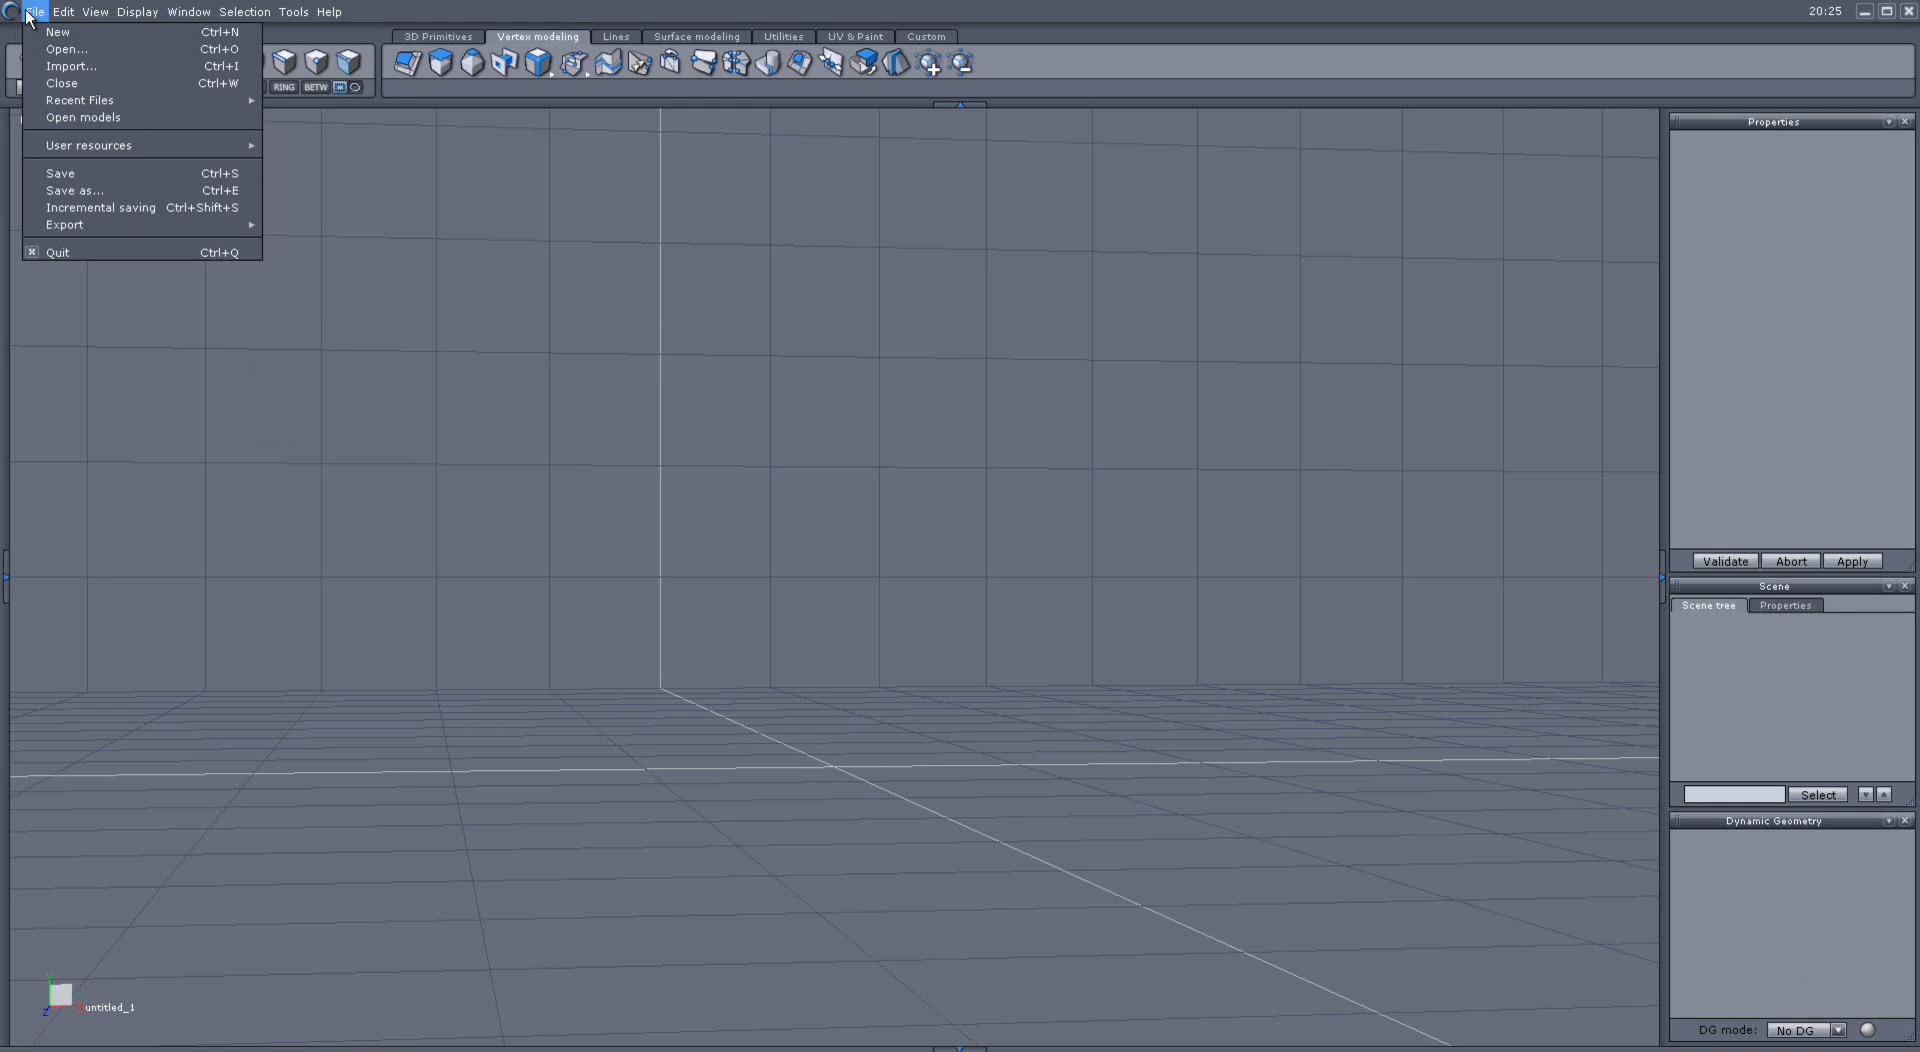 File Edit View Display Window Selection Tools Help 20:25
New Ctrl+N
Open... Ctrl+O
Import... Ctrl+I
Close Ctrl+W
Recent Files
Open models
User resources
Save Ctrl+S
Save as... Ctrl+E
Incremental saving Ctrl+Shift+S
Export
Quit Ctrl+Q
3D Primitives Vertex modeling Lines Surface modeling Utilities UV & Paint Custom
RING BETW
Properties
Validate Abort Apply
Scene
Scene tree Properties
Select
Dynamic Geometry
DG mode: No DG
Y
Z X untitled_1